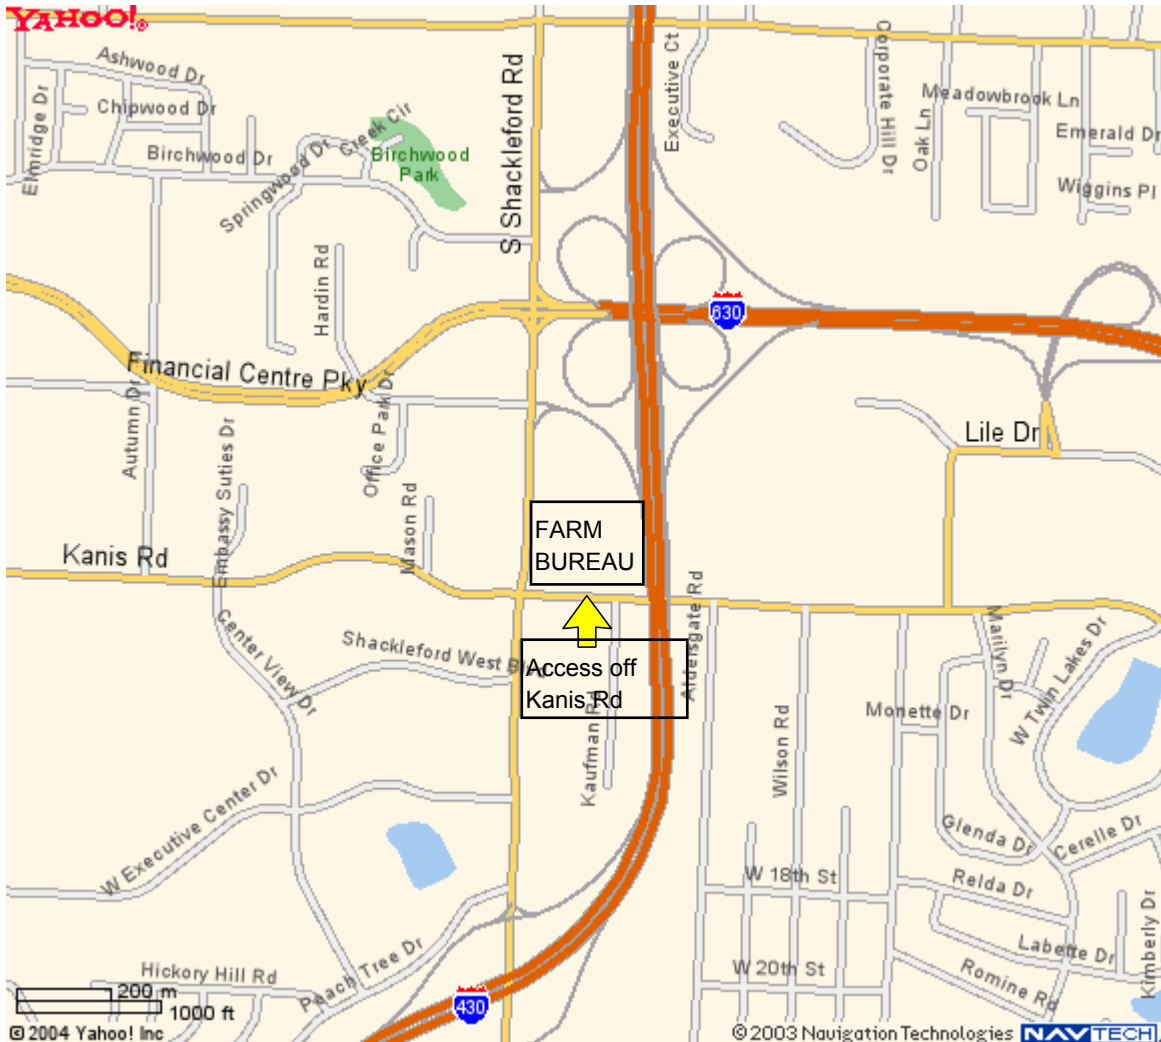 YAHOO!®
Ashwood Dr
Elmridge Dr
Chipwood Dr
Birchwood Dr
Springwood Dr
Creek Cir
Birchwood
Park
S Shackleford Rd
Executive Ct
Corporate Hill Dr
Oak Ln
Meadowbrook Ln
Emerald Dr
Wiggins Pl
Hardin Rd
630
Financial Centre Pky
Autumn Dr
Office Park Dr
Embassy Suties Dr
Mason Rd
Lile Dr
Kanis Rd
FARM
BUREAU
Aldersgate Rd
Center View Dr
Shackleford West Blvd
Access off
Kanis Rd
Kaufman Rd
Wilson Rd
Marilyn Dr
W Twin Lakes Dr
Monette Dr
W Executive Center Dr
Glenda Dr
Cerelle Dr
W 18th St
Relda Dr
Kimberly Dr
Labette Dr
Peach Tree Dr
Hickory Hill Rd
W 20th St
Romine Rd
200 m
1000 ft
430
© 2004 Yahoo! Inc
© 2003 Navigation Technologies NAVTECH